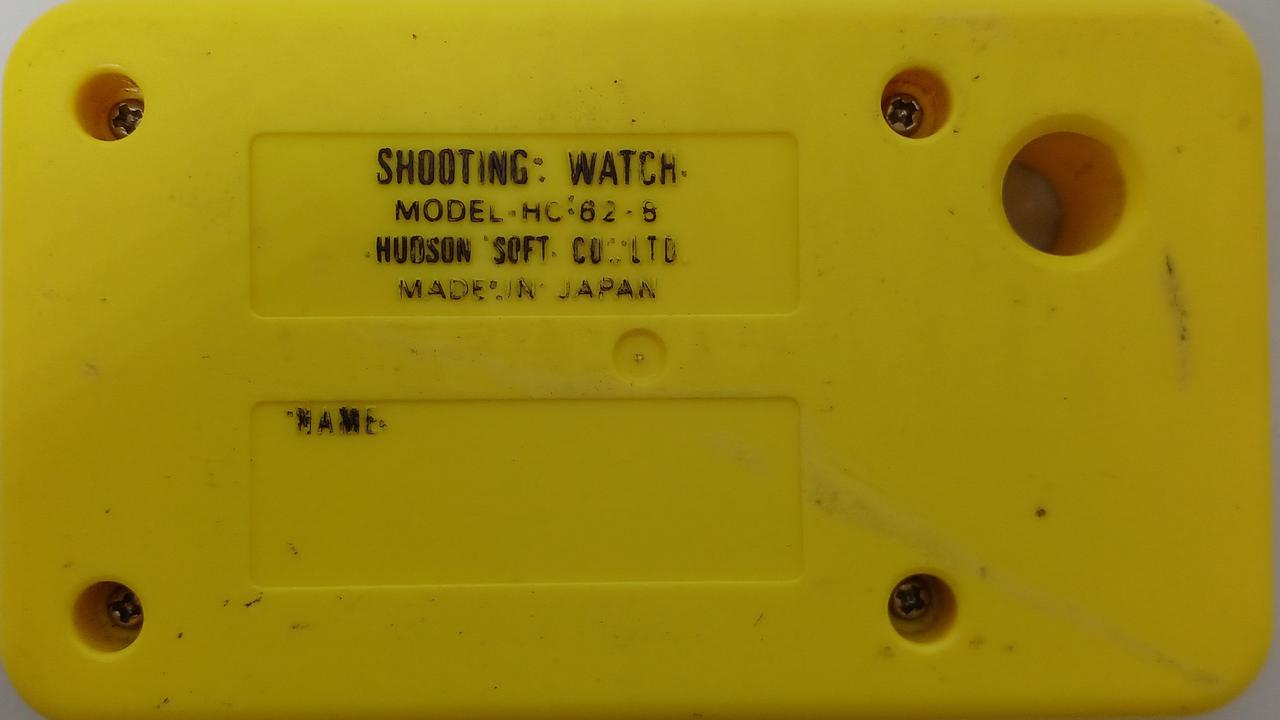 SHOOTING WATCH
MODEL-HC-62-8
HUDSON SOFT CO. LTD
MADE IN JAPAN
NAME